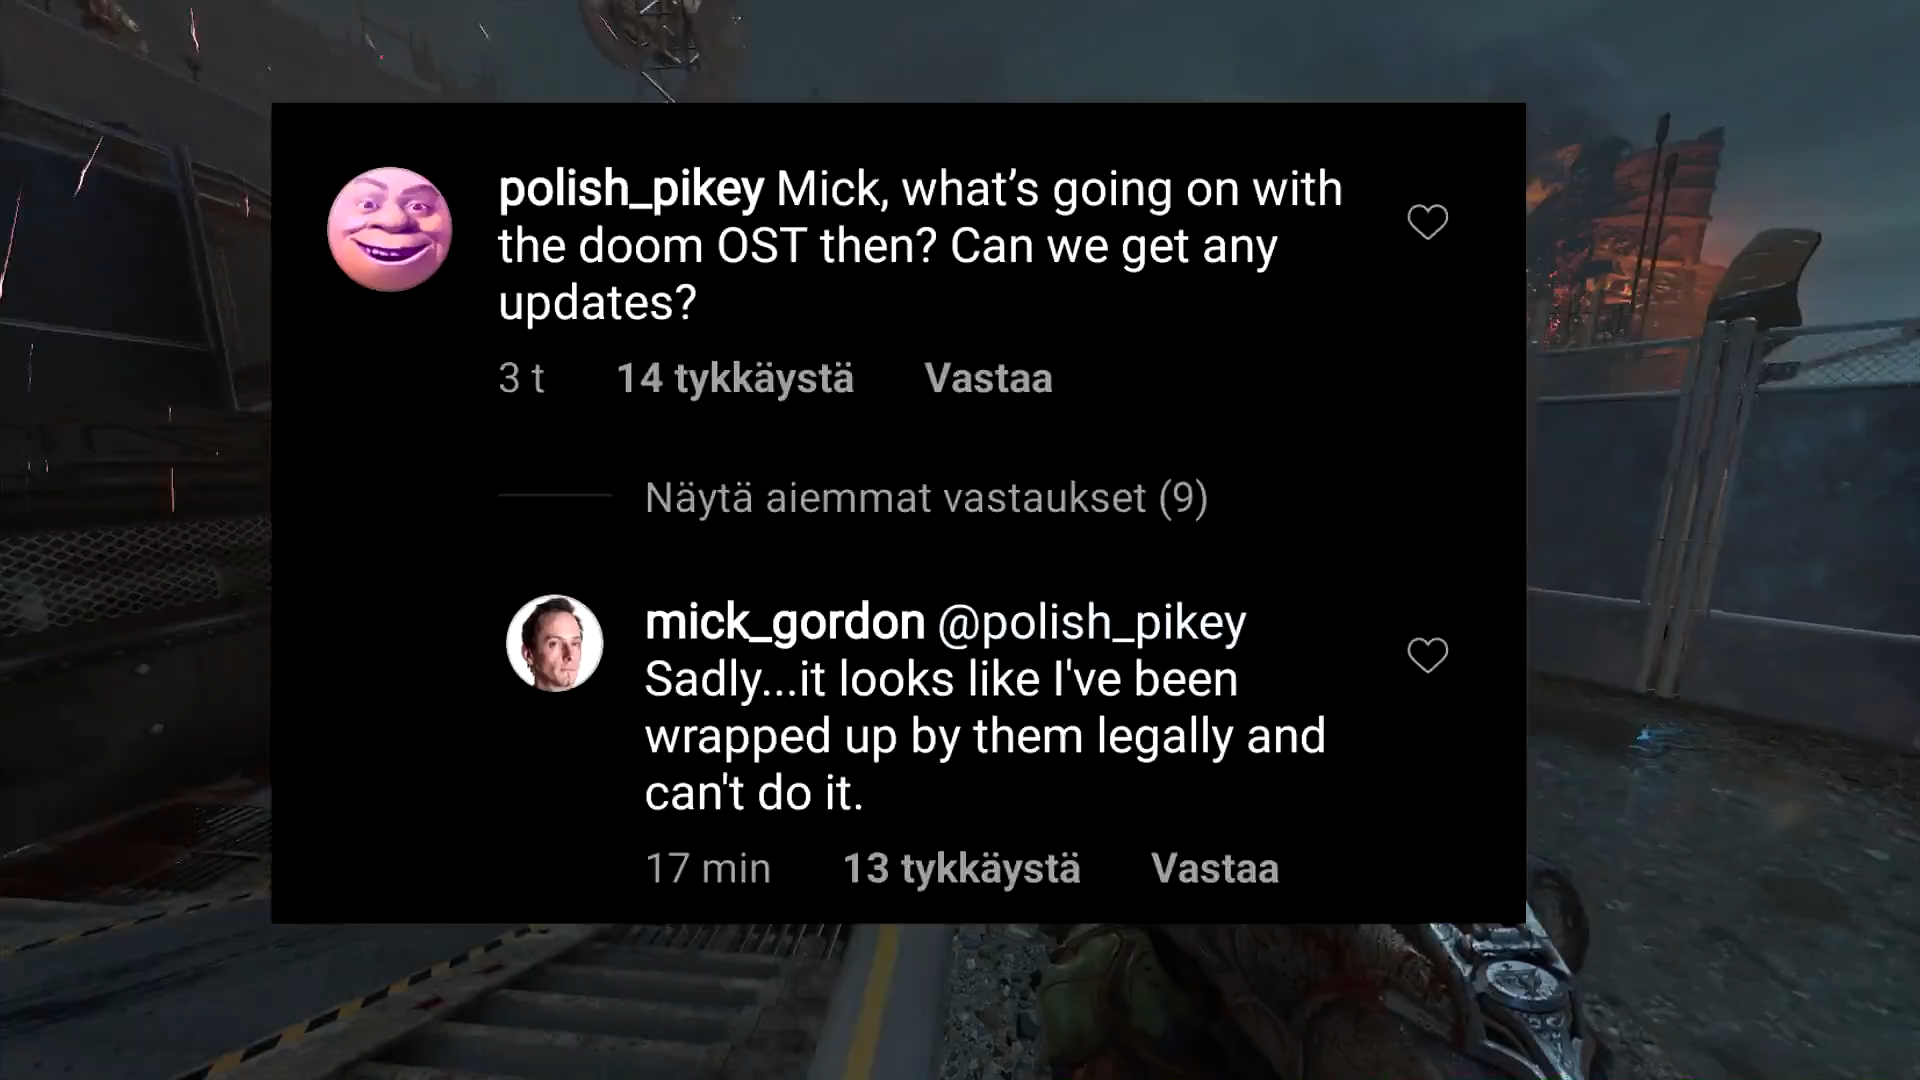 polish_pikey Mick, what’s going on with
the doom OST then? Can we get any
updates?
3 t 14 tykkäystä Vastaa
Näytä aiemmat vastaukset (9)
mick_gordon @polish_pikey
Sadly...it looks like I've been
wrapped up by them legally and
can't do it.
17 min 13 tykkäystä Vastaa